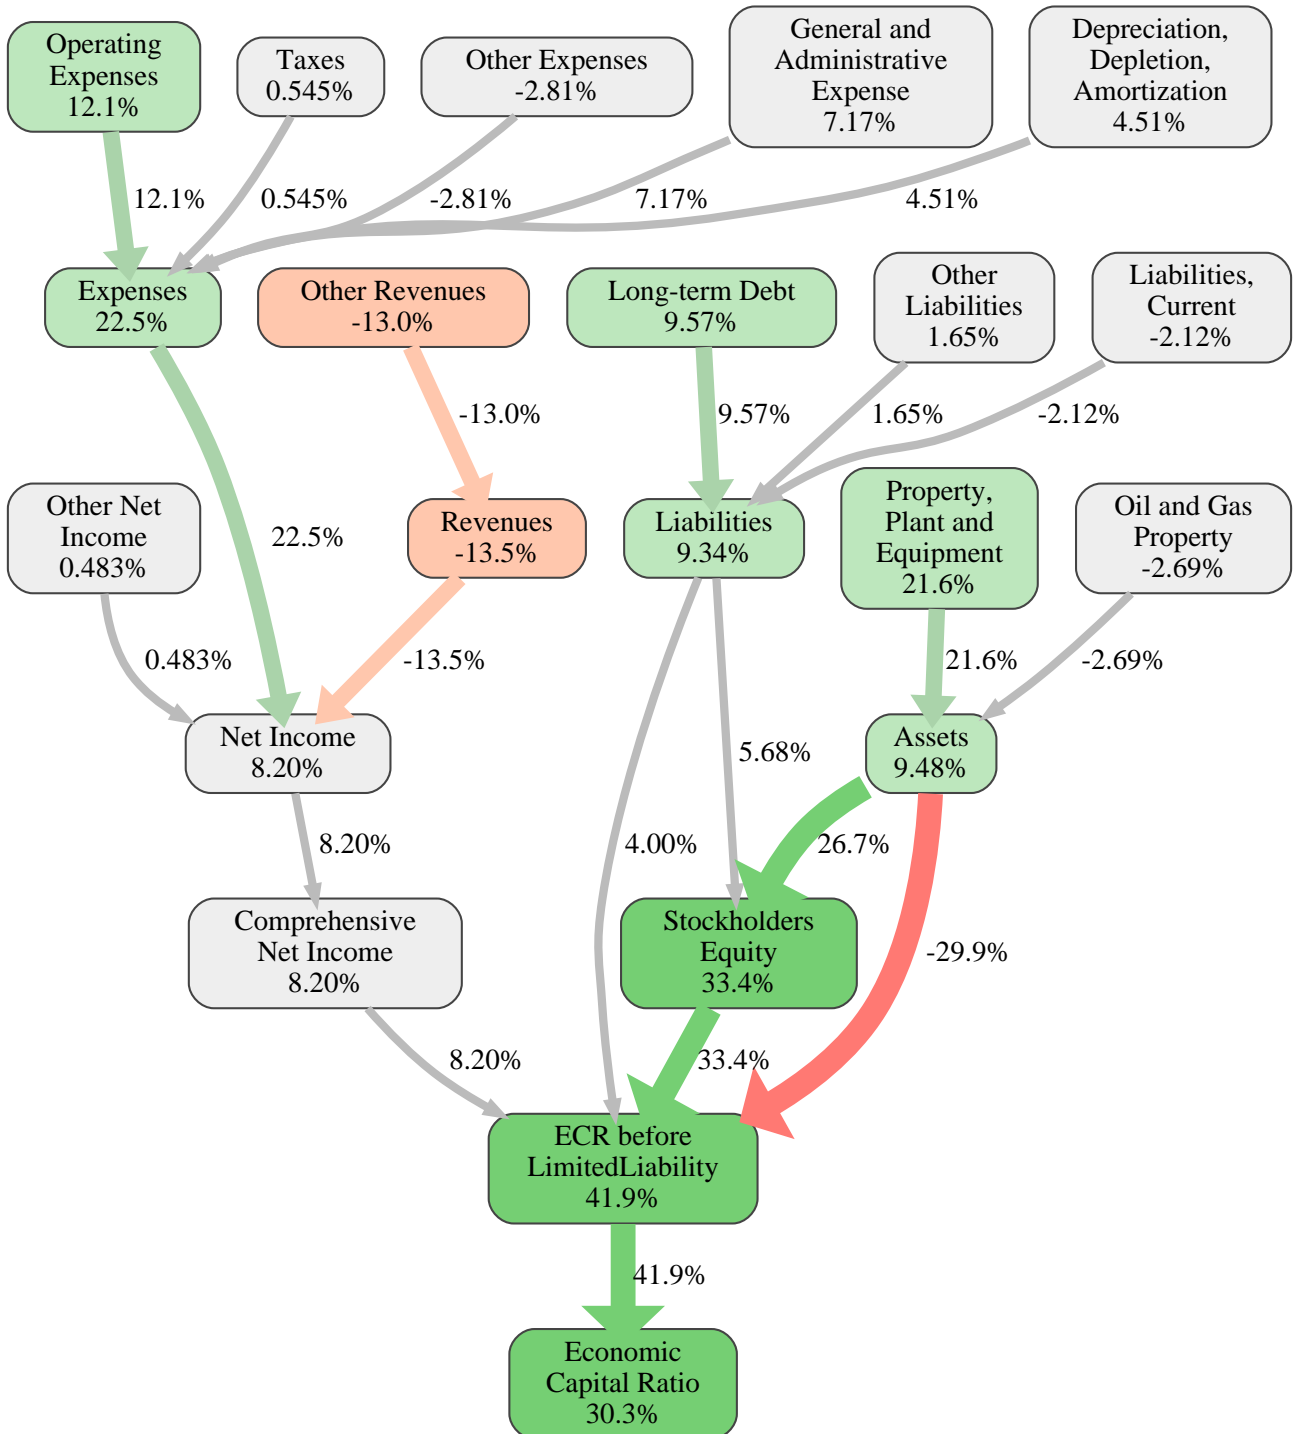 Operating
Expenses
12.1%
Taxes
0.545%
Other Expenses
-2.81%
General and
Administrative
Expense
7.17%
Depreciation,
Depletion,
Amortization
4.51%
12.1%
0.545%
-2.81%
7.17%
4.51%
Expenses
22.5%
Other Revenues
-13.0%
Long-term Debt
9.57%
Other
Liabilities
1.65%
Liabilities,
Current
-2.12%
-13.0%
9.57%
1.65%
-2.12%
Other Net
Income
0.483%
22.5%
Revenues
-13.5%
Liabilities
9.34%
Property,
Plant and
Equipment
21.6%
Oil and Gas
Property
-2.69%
0.483%
-13.5%
21.6%
-2.69%
Net Income
8.20%
5.68%
Assets
9.48%
8.20%
4.00%
26.7%
Comprehensive
Net Income
8.20%
Stockholders
Equity
33.4%
-29.9%
8.20%
33.4%
ECR before
LimitedLiability
41.9%
41.9%
Economic
Capital Ratio
30.3%